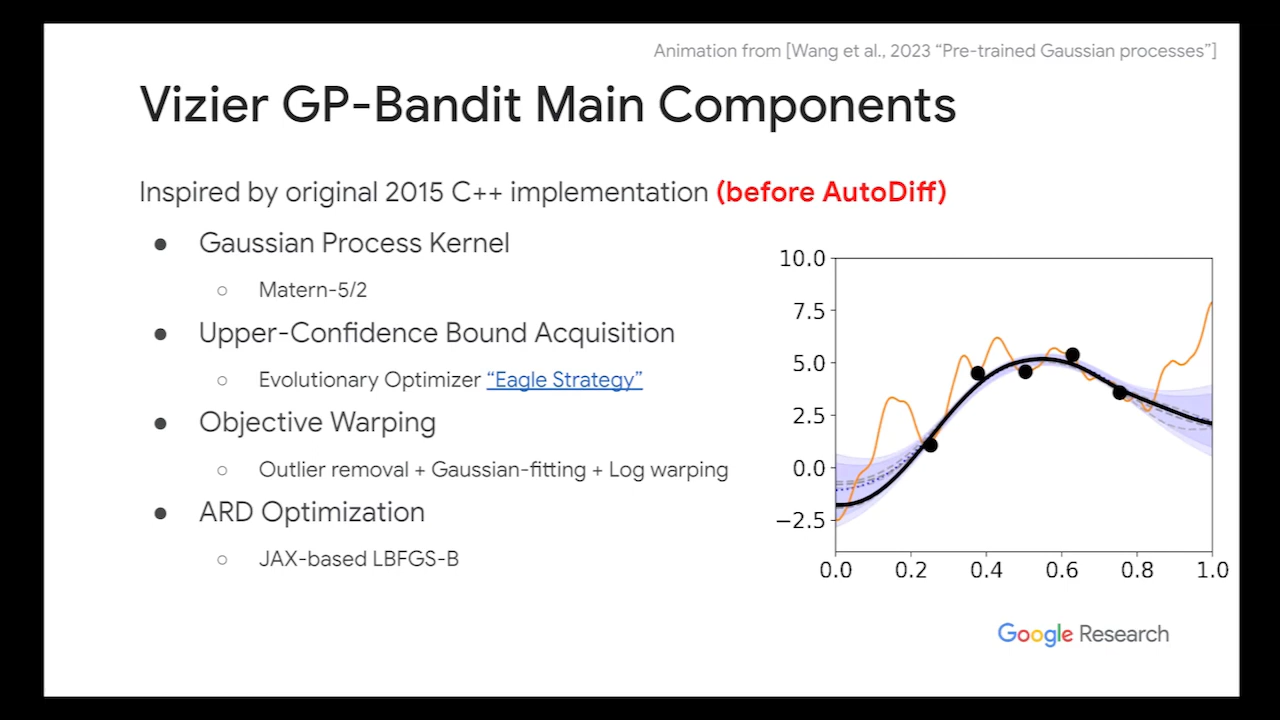 Animation from [Wang et al., 2023 “Pre-trained Gaussian processes”]
Vizier GP-Bandit Main Components
Inspired by original 2015 C++ implementation (before AutoDiff)
● Gaussian Process Kernel
○ Matern-5/2
● Upper-Confidence Bound Acquisition
○ Evolutionary Optimizer “Eagle Strategy”
● Objective Warping
○ Outlier removal + Gaussian-fitting + Log warping
● ARD Optimization
○ JAX-based LBFGS-B
10.0
7.5
5.0
2.5
0.0
−2.5
0.0 0.2 0.4 0.6 0.8 1.0
Google Research